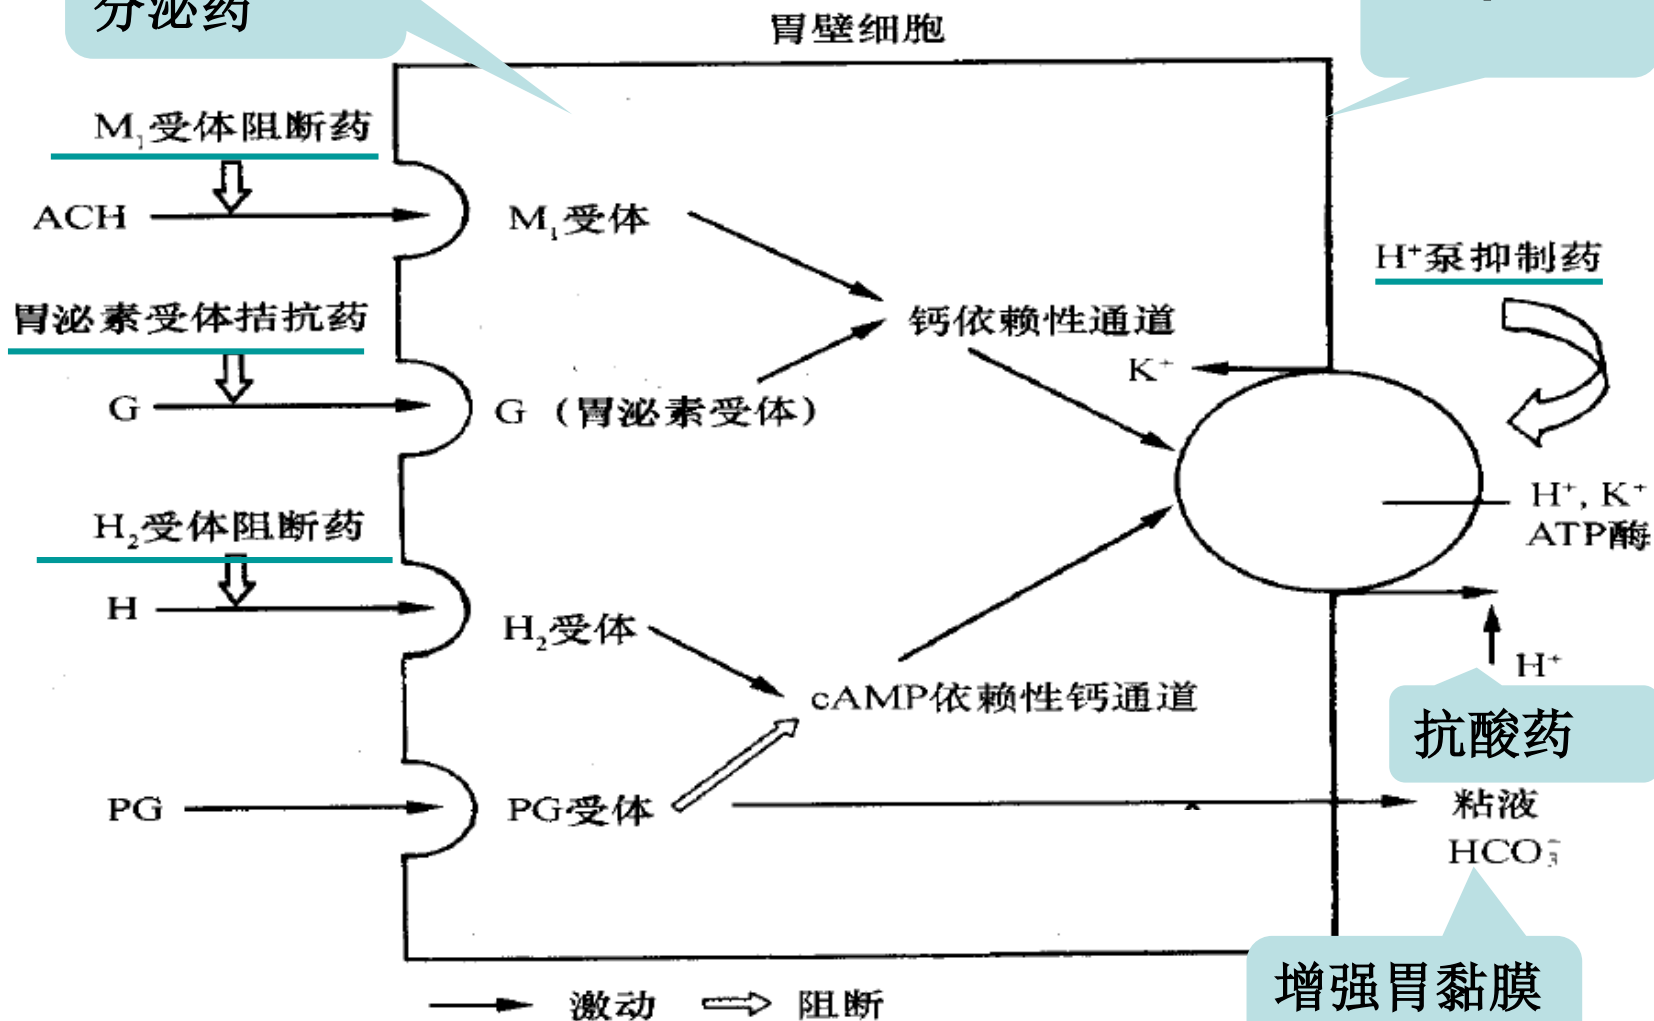 分泌药
胃壁细胞
M₁受体阻断药
ACH
M₁受体
H⁺泵抑制药
胃泌素受体拮抗药
钙依赖性通道
K⁺
G
G（胃泌素受体）
H⁺, K⁺
ATP酶
H₂受体阻断药
H
H₂受体
H⁺
cAMP依赖性钙通道
抗酸药
PG
PG受体
粘液
HCO₃⁻
增强胃黏膜
激动
阻断